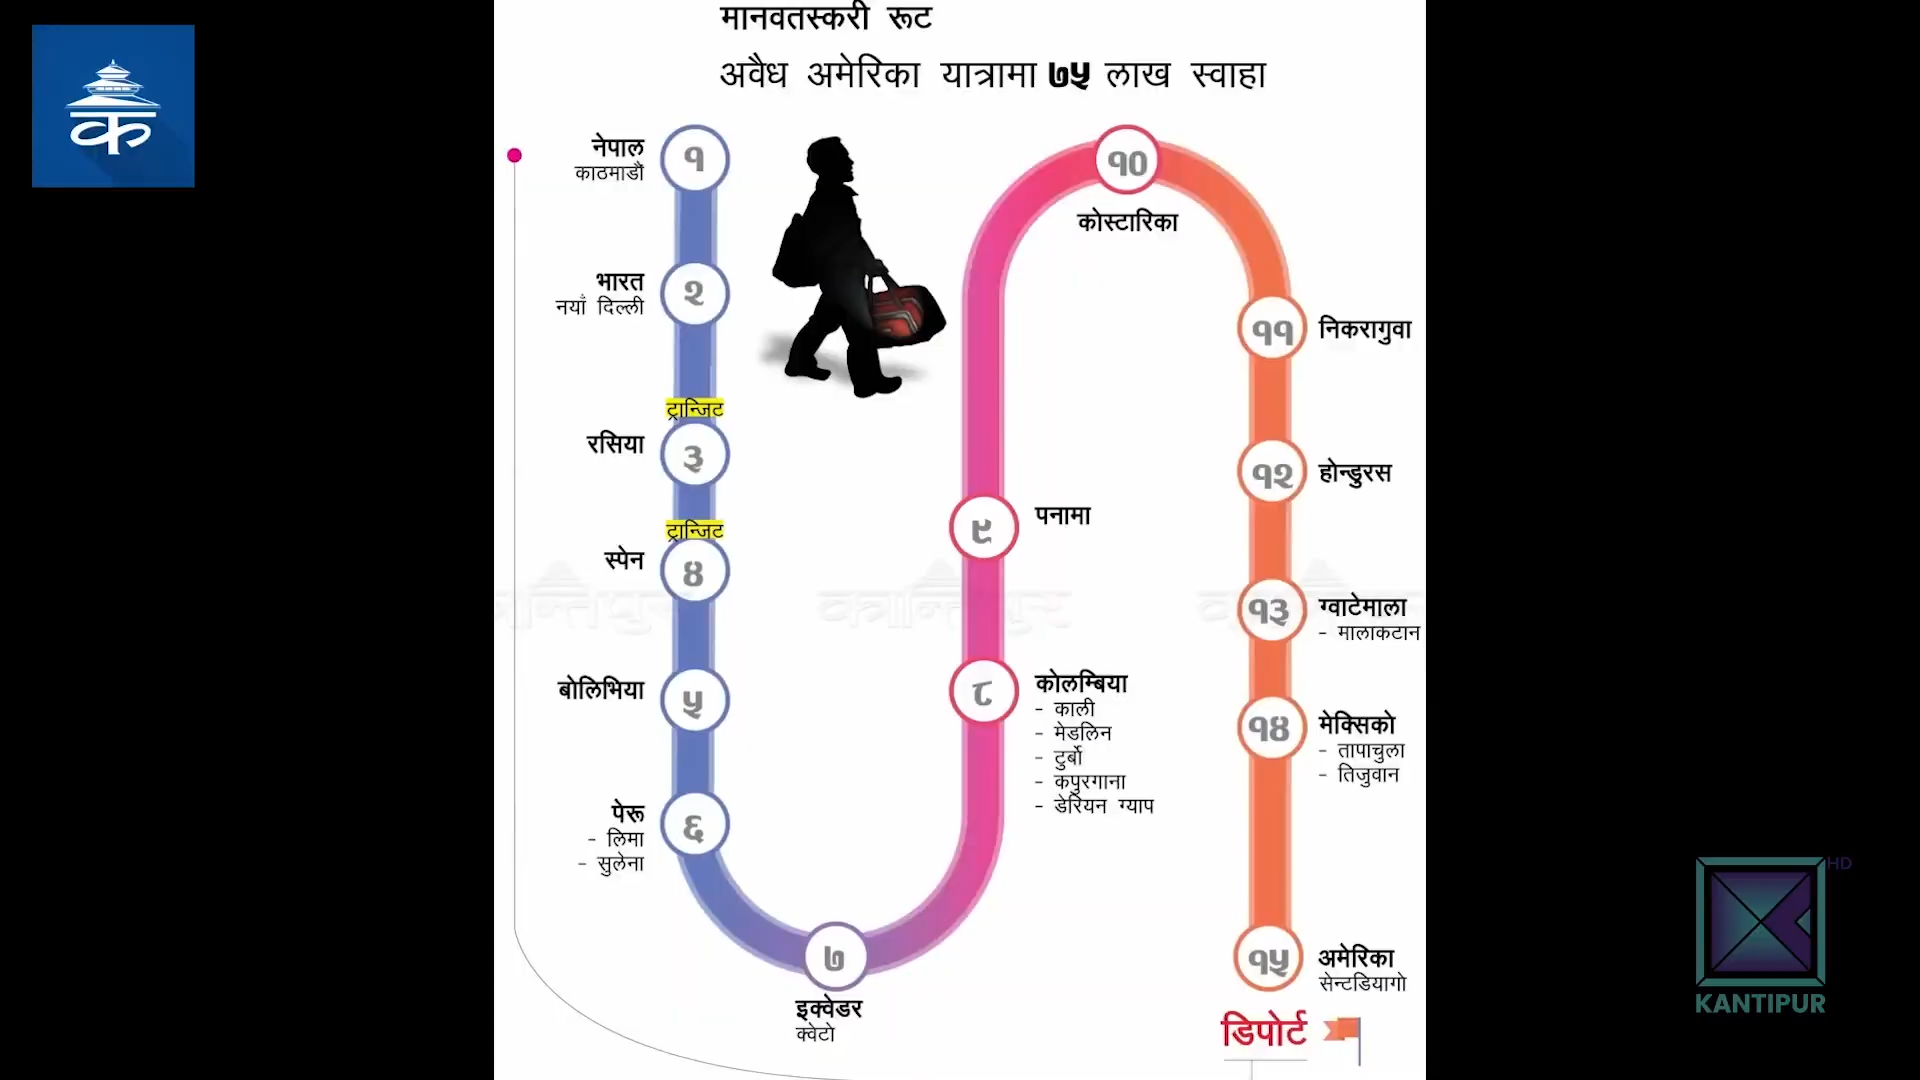 मानवतस्करी रूट
अवैध अमेरिका यात्रामा ७५ लाख स्वाहा
क
१
नेपाल
काठमाडौं
२
भारत
नयाँ दिल्ली
ट्रान्जिट
३
रसिया
ट्रान्जिट
४
स्पेन
५
बोलिभिया
६
पेरू
- लिमा
- सुलेना
७
इक्वेडर
क्वेटो
८
कोलम्बिया
- काली
- मेडलिन
- टुर्बो
- कपुरगाना
- डेरियन ग्याप
९
पनामा
१०
कोस्टारिका
११
निकरागुवा
१२
होन्डुरस
१३
ग्वाटेमाला
- मालाकटान
१४
मेक्सिको
- तापाचुला
- तिजुवान
१५
अमेरिका
सेन्टडियागो
डिपोर्ट
कान्तिपुर
HD
KANTIPUR